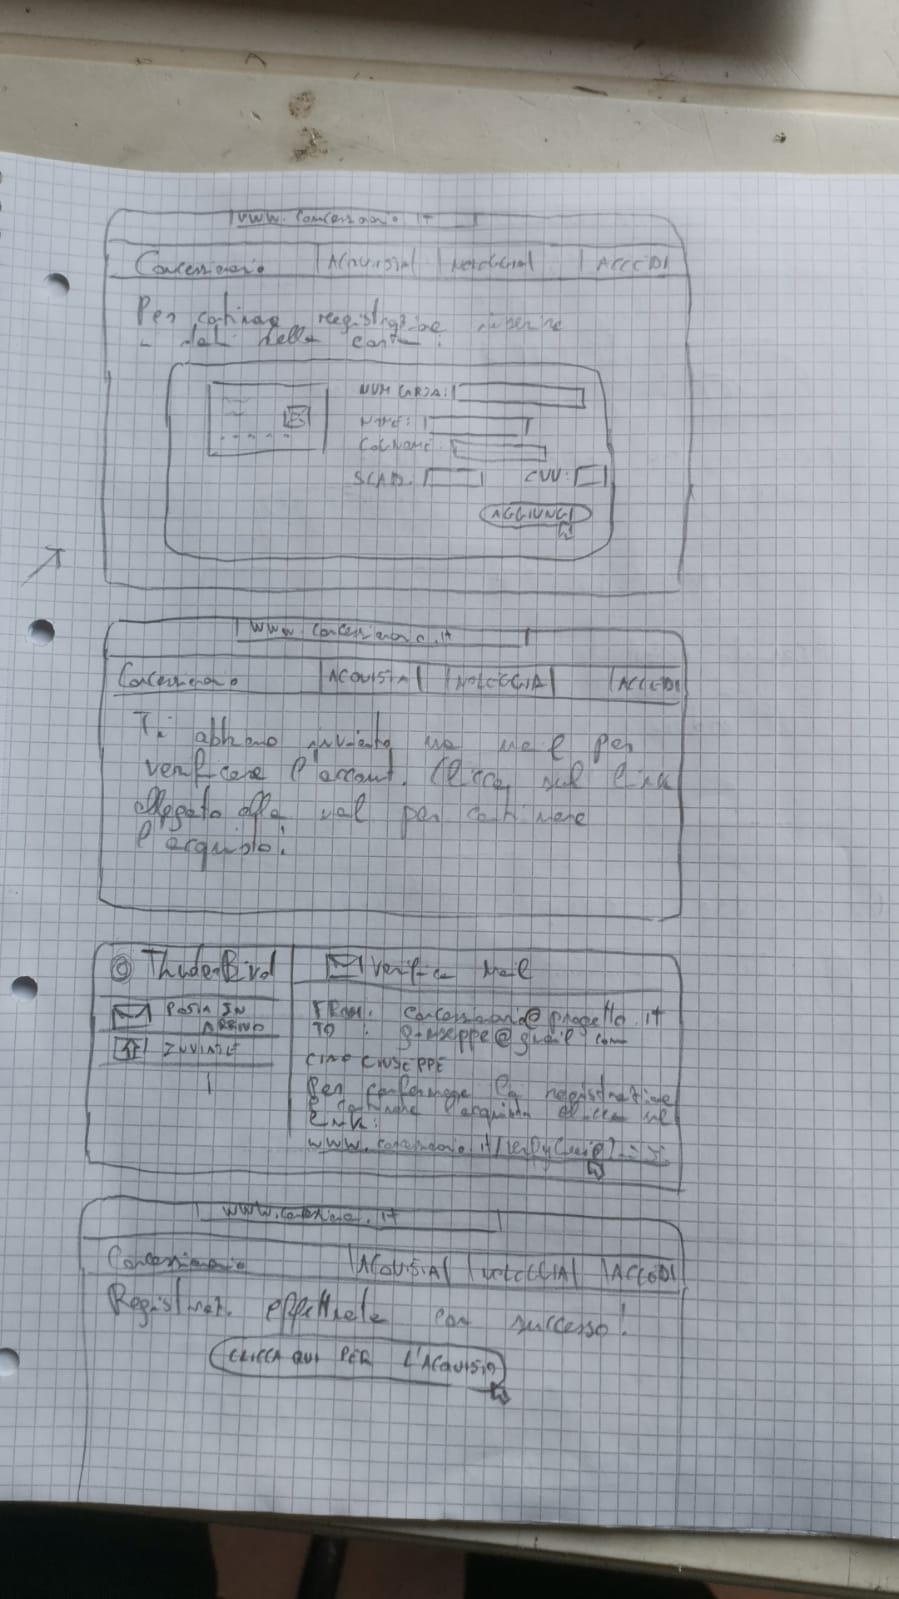 www.concessionario.it
Concessionario ACQUISTA NOLEGGIA ACCEDI
Per continuare registrazione inserire
i dati della carta:
NUM CARTA:
NOME:
COGNOME:
SCAD: CVV:
AGGIUNGI
www.concessionario.it
Concessionario ACQUISTA NOLEGGIA ACCEDI
Ti abbiamo inviato una mail per
verificare l'account. Clicca sul link
allegato alla mail per continuare
l'acquisto!
ThuderBird Verifica Mail
POSTA IN
ARRIVO
INVIATE
FROM: concessionario@progetto.it
TO : giuseppe@gmail.com
CIAO GIUSEPPE
Per confermare la registrazione
e continuare l'acquisto clicca
link:
www.concessionario.it/verify
www.concessionario.it
Concessionario ACQUISTA NOLEGGIA ACCEDI
Registraz. effettuata con successo!
CLICCA QUI PER L'ACQUISTO